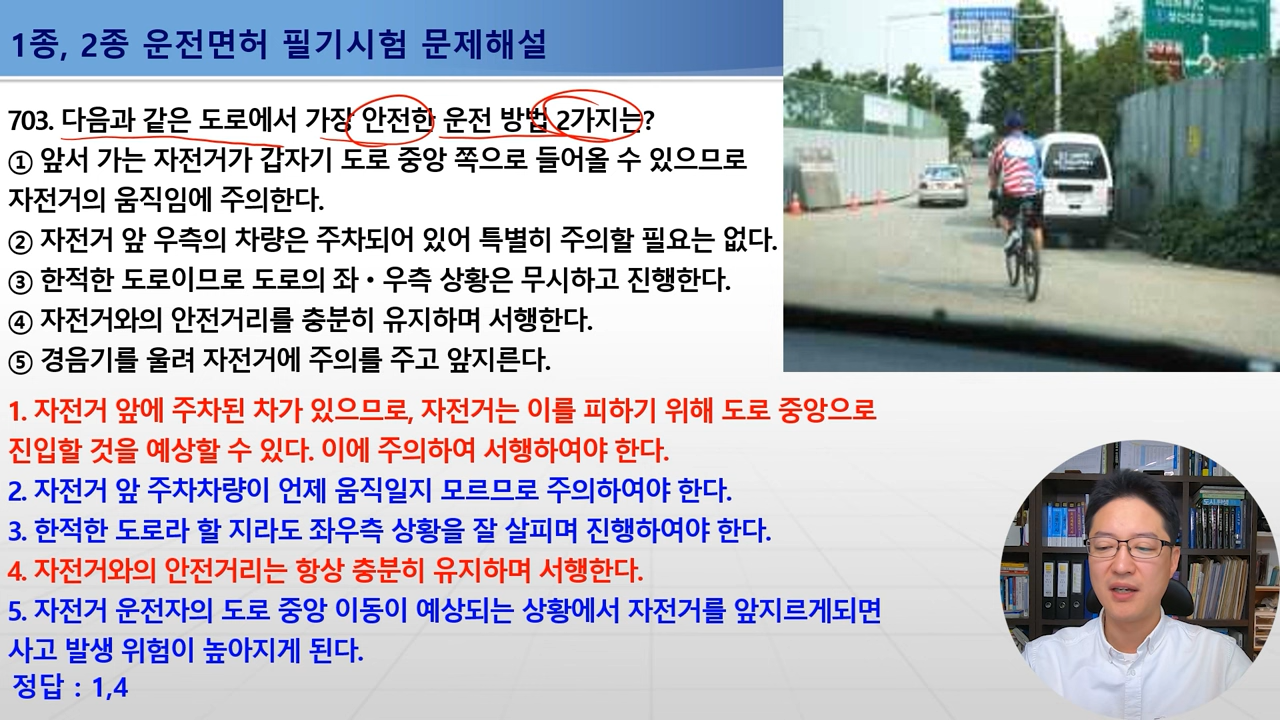 1종, 2종 운전면허 필기시험 문제해설
703. 다음과 같은 도로에서 가장 안전한 운전 방법 2가지는?
① 앞서 가는 자전거가 갑자기 도로 중앙 쪽으로 들어올 수 있으므로
자전거의 움직임에 주의한다.
② 자전거 앞 우측의 차량은 주차되어 있어 특별히 주의할 필요는 없다.
③ 한적한 도로이므로 도로의 좌·우측 상황은 무시하고 진행한다.
④ 자전거와의 안전거리를 충분히 유지하며 서행한다.
⑤ 경음기를 울려 자전거에 주의를 주고 앞지른다.
1. 자전거 앞에 주차된 차가 있으므로, 자전거는 이를 피하기 위해 도로 중앙으로
진입할 것을 예상할 수 있다. 이에 주의하여 서행하여야 한다.
2. 자전거 앞 주차차량이 언제 움직일지 모르므로 주의하여야 한다.
3. 한적한 도로라 할 지라도 좌우측 상황을 잘 살피며 진행하여야 한다.
4. 자전거와의 안전거리는 항상 충분히 유지하며 서행한다.
5. 자전거 운전자의 도로 중앙 이동이 예상되는 상황에서 자전거를 앞지르게되면
사고 발생 위험이 높아지게 된다.
정답 : 1,4